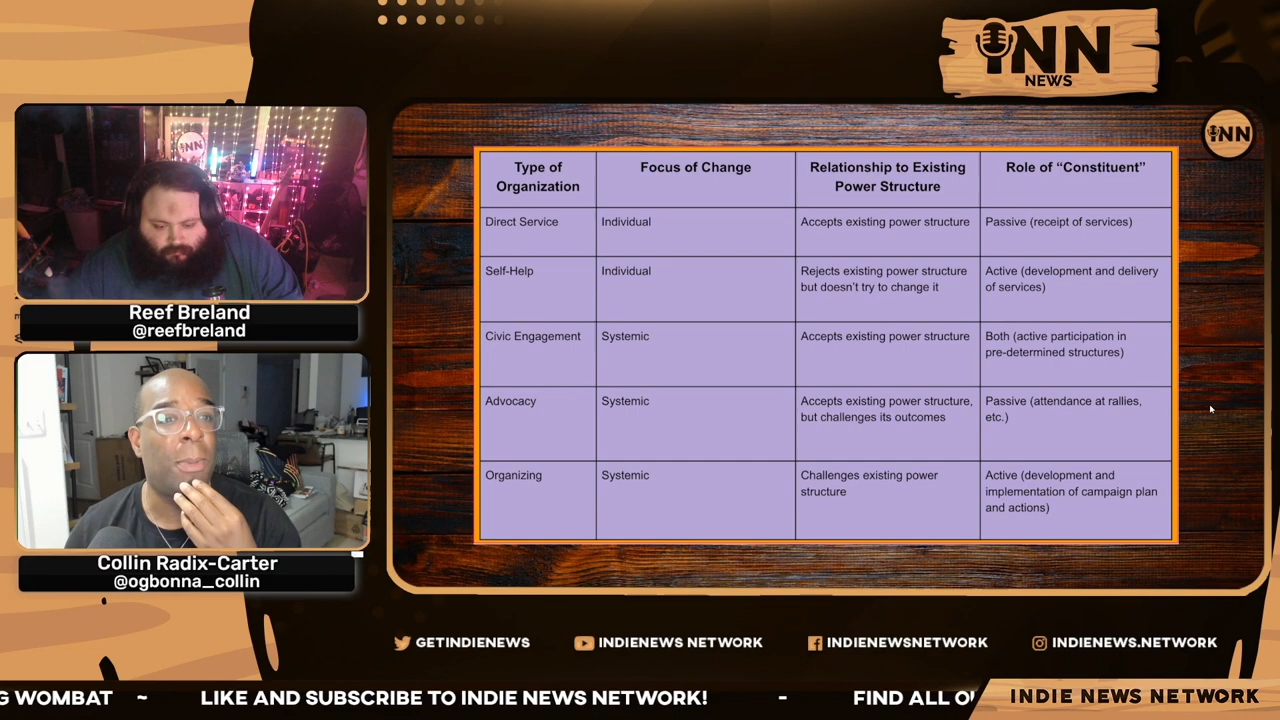 iNN
NEWS
iNN
iNN
Reef Breland
@reefbreland
Collin Radix-Carter
@ogbonna_collin
Type of
Organization
Focus of Change
Relationship to Existing
Power Structure
Role of “Constituent”
Direct Service
Individual
Accepts existing power structure
Passive (receipt of services)
Self-Help
Individual
Rejects existing power structure
but doesn’t try to change it
Active (development and delivery
of services)
Civic Engagement
Systemic
Accepts existing power structure
Both (active participation in
pre-determined structures)
Advocacy
Systemic
Accepts existing power structure,
but challenges its outcomes
Passive (attendance at rallies,
etc.)
Organizing
Systemic
Challenges existing power
structure
Active (development and
implementation of campaign plan
and actions)
GETINDIENEWS
INDIENEWS NETWORK
INDIENEWSNETWORK
INDIENEWS.NETWORK
G WOMBAT ~ LIKE AND SUBSCRIBE TO INDIE NEWS NETWORK! - FIND ALL
INDIE NEWS NETWORK